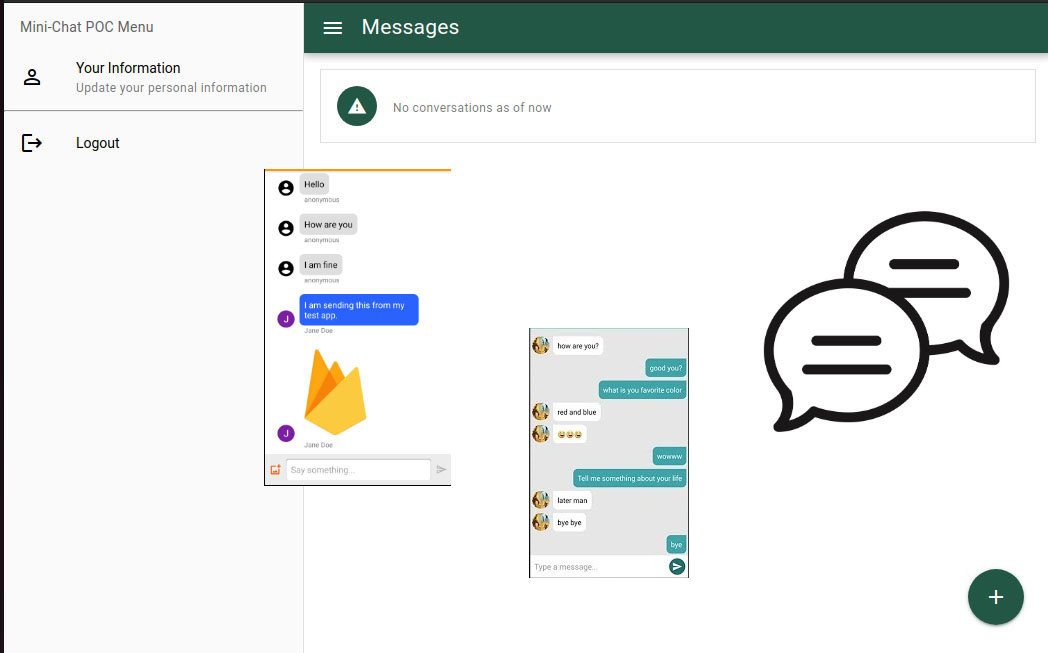 Mini-Chat POC Menu
Your Information
Update your personal information
Logout
Messages
No conversations as of now
Hello
anonymous
How are you
anonymous
I am fine
anonymous
I am sending this from my
test app.
J
Jane Doe
J
Jane Doe
Say something...
how are you?
good you?
what is you favorite color
red and blue
wowww
Tell me something about your life
later man
bye bye
bye
Type a message...